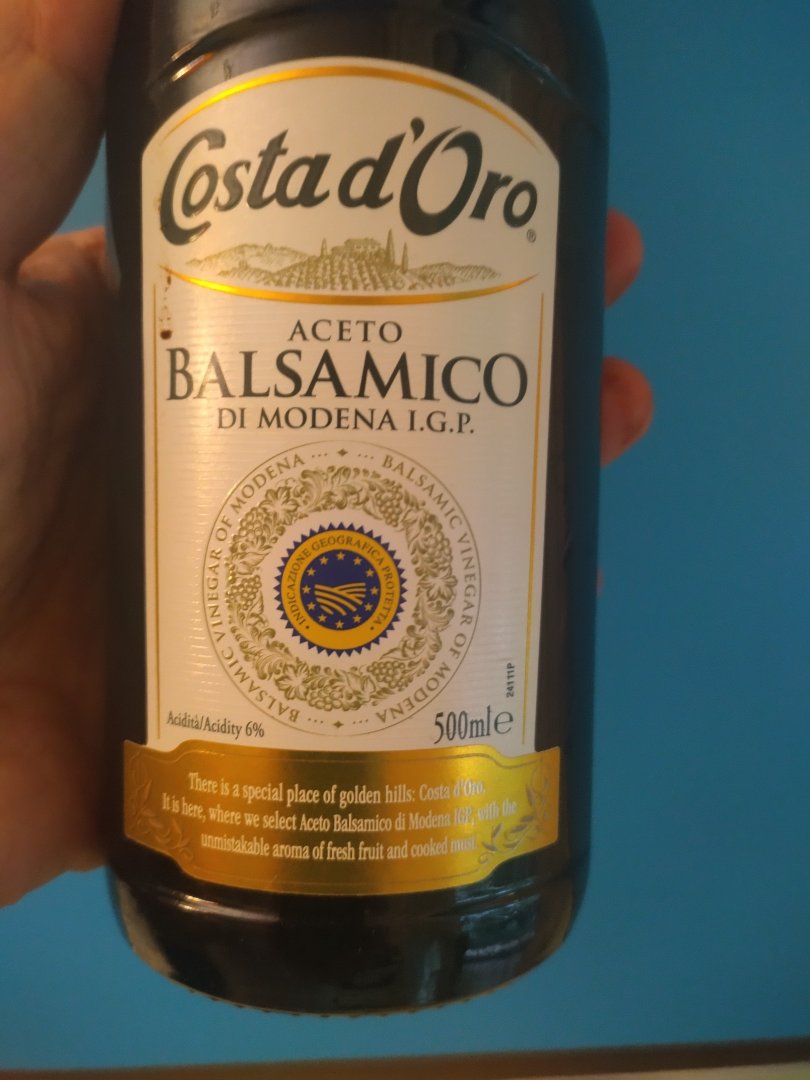 Costa d'Oro®
ACETO
BALSAMICO
DI MODENA I.G.P.
BALSAMIC VINEGAR OF MODENA
BALSAMIC VINEGAR OF MODENA
INDICAZIONE GEOGRAFICA PROTETTA
24111P
Acidità/Acidity 6%
500ml e
There is a special place of golden hills: Costa d'Oro.
It is here, where we select Aceto Balsamico di Modena IGP, with the
unmistakable aroma of fresh fruit and cooked must.